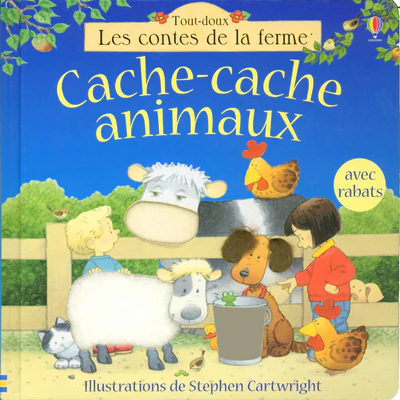 Tout-doux
Les contes de la ferme
Cache-cache
animaux
avec
rabats
Illustrations de Stephen Cartwright